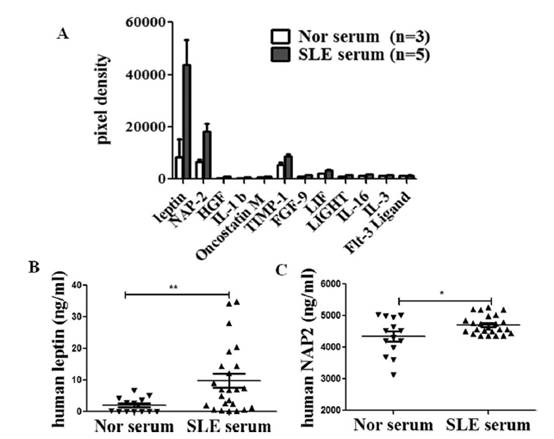 A
Nor serum (n=3)
SLE serum (n=5)
pixel density
60000
40000
20000
0
leptin
NAP-2
HGF
IL-1 b
Oncostatin M
TIMP-1
FGF-9
LIF
LIGHT
IL-16
IL-3
Flt-3 Ligand
B
human leptin (ng/ml)
40
30
20
10
0
**
Nor serum
SLE serum
C
human NAP2 (ng/ml)
6000
5000
4000
3000
2000
*
Nor serum
SLE serum